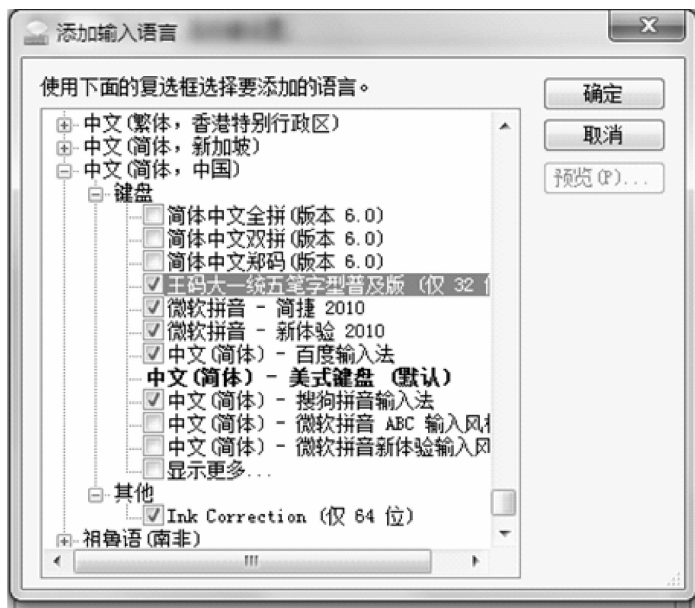 添加输入语言
使用下面的复选框选择要添加的语言。
确定
取消
预览(P)...
中文(繁体，香港特别行政区)
中文(简体，新加坡)
中文(简体，中国)
键盘
简体中文全拼(版本 6.0)
简体中文双拼(版本 6.0)
简体中文郑码(版本 6.0)
王码大一统五笔字型普及版 (仅 32
微软拼音 - 简捷 2010
微软拼音 - 新体验 2010
中文(简体) - 百度输入法
中文(简体) - 美式键盘 (默认)
中文(简体) - 搜狗拼音输入法
中文(简体) - 微软拼音 ABC 输入风
中文(简体) - 微软拼音新体验输入风
显示更多...
其他
Ink Correction (仅 64 位)
祖鲁语(南非)